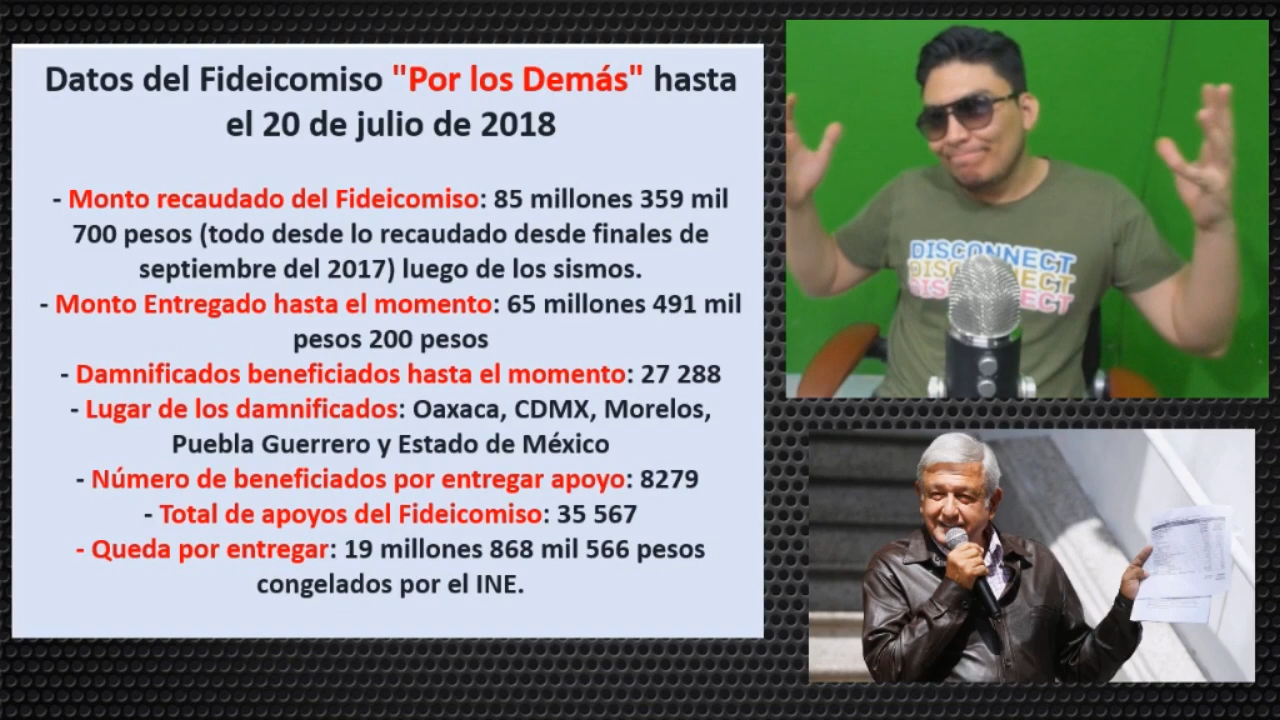 Datos del Fideicomiso "Por los Demás" hasta
el 20 de julio de 2018
- Monto recaudado del Fideicomiso: 85 millones 359 mil
700 pesos (todo desde lo recaudado desde finales de
septiembre del 2017) luego de los sismos.
- Monto Entregado hasta el momento: 65 millones 491 mil
pesos 200 pesos
- Damnificados beneficiados hasta el momento: 27 288
- Lugar de los damnificados: Oaxaca, CDMX, Morelos,
Puebla Guerrero y Estado de México
- Número de beneficiados por entregar apoyo: 8279
- Total de apoyos del Fideicomiso: 35 567
- Queda por entregar: 19 millones 868 mil 566 pesos
congelados por el INE.
DISCONNECT
DISCONNECT
DISCONNECT